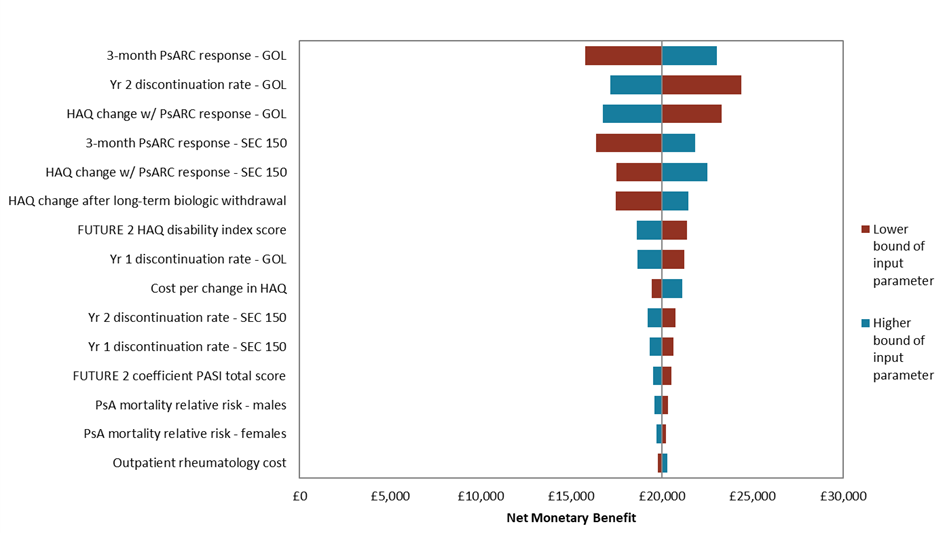 3-month PsARC response - GOL
Yr 2 discontinuation rate - GOL
HAQ change w/ PsARC response - GOL
3-month PsARC response - SEC 150
HAQ change w/ PsARC response - SEC 150
HAQ change after long-term biologic withdrawal
FUTURE 2 HAQ disability index score
Yr 1 discontinuation rate - GOL
Cost per change in HAQ
Yr 2 discontinuation rate - SEC 150
Yr 1 discontinuation rate - SEC 150
FUTURE 2 coefficient PASI total score
PsA mortality relative risk - males
PsA mortality relative risk - females
Outpatient rheumatology cost
£0 £5,000 £10,000 £15,000 £20,000 £25,000 £30,000
Net Monetary Benefit
Lower
bound of
input
parameter
Higher
bound of
input
parameter